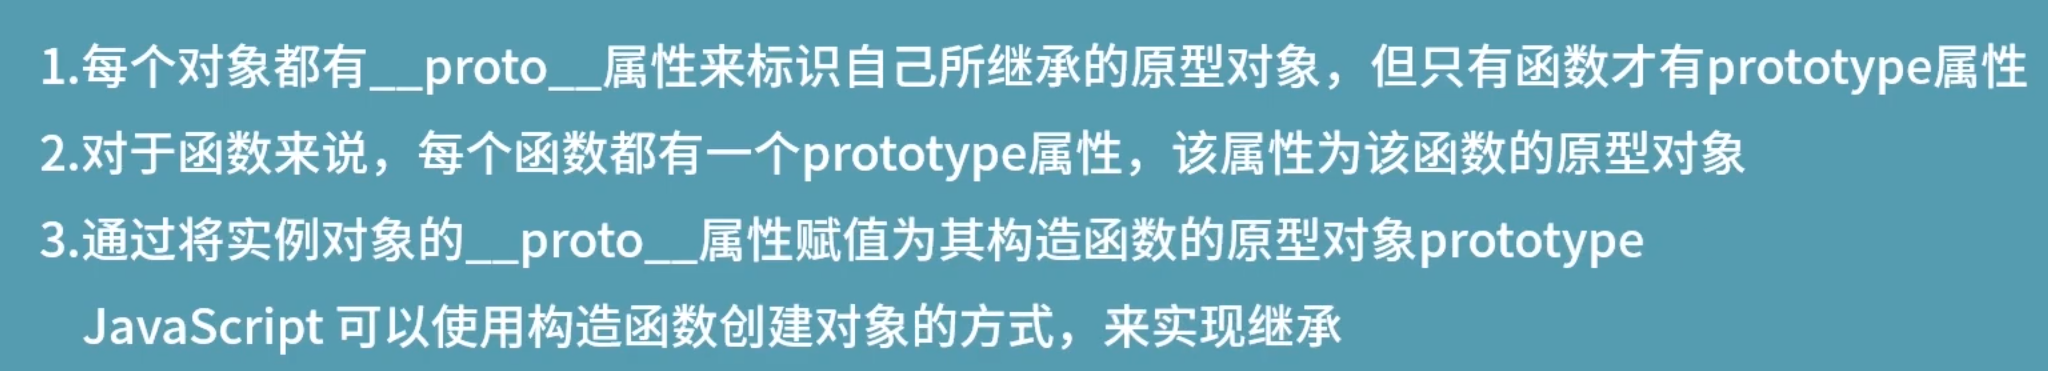 1.每个对象都有__proto__属性来标识自己所继承的原型对象，但只有函数才有prototype属性
2.对于函数来说，每个函数都有一个prototype属性，该属性为该函数的原型对象
3.通过将实例对象的__proto__属性赋值为其构造函数的原型对象prototype
JavaScript 可以使用构造函数创建对象的方式，来实现继承